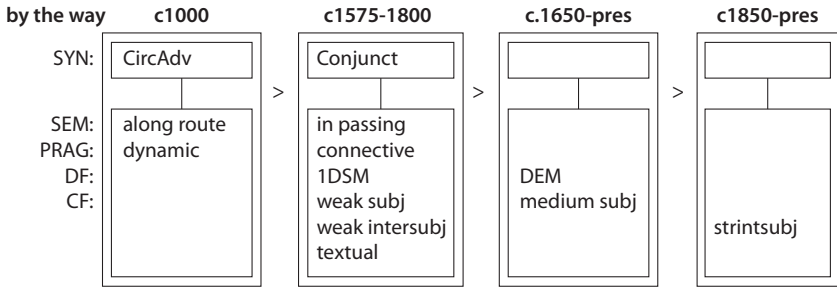 by the way c1000 c1575-1800 c.1650-pres c1850-pres
SYN: CircAdv Conjunct
> > >
SEM: along route in passing
PRAG: dynamic connective
DF: 1DSM DEM
CF: weak subj medium subj
weak intersubj strintsubj
textual